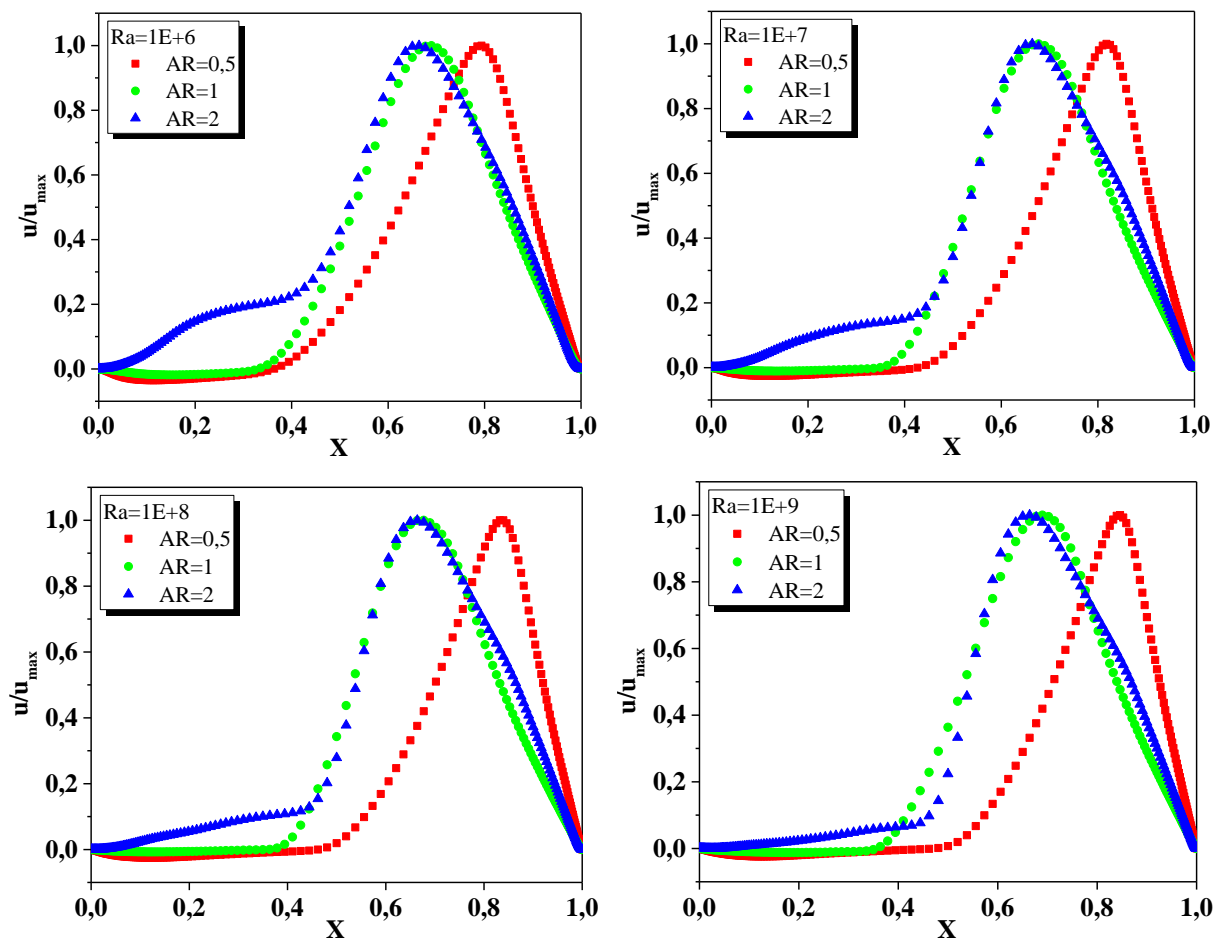 Ra=1E+6
AR=0,5
AR=1
AR=2
1,0
0,8
0,6
0,4
0,2
0,0
u/u_max
0,0 0,2 0,4 0,6 0,8 1,0
X
Ra=1E+7
AR=0,5
AR=1
AR=2
1,0
0,8
0,6
0,4
0,2
0,0
u/u_max
0,0 0,2 0,4 0,6 0,8 1,0
X
Ra=1E+8
AR=0,5
AR=1
AR=2
1,0
0,8
0,6
0,4
0,2
0,0
u/u_max
0,0 0,2 0,4 0,6 0,8 1,0
X
Ra=1E+9
AR=0,5
AR=1
AR=2
1,0
0,8
0,6
0,4
0,2
0,0
u/u_max
0,0 0,2 0,4 0,6 0,8 1,0
X